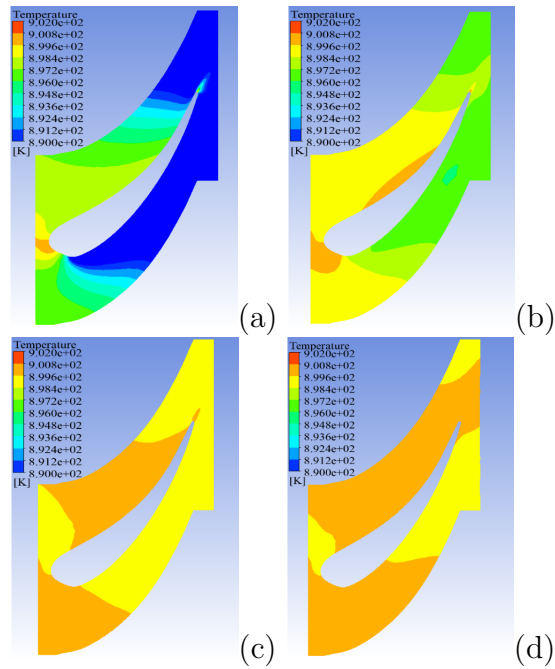 Temperature
9.020e+02
9.008e+02
8.996e+02
8.984e+02
8.972e+02
8.960e+02
8.948e+02
8.936e+02
8.924e+02
8.912e+02
8.900e+02
[K]
(a)
Temperature
9.020e+02
9.008e+02
8.996e+02
8.984e+02
8.972e+02
8.960e+02
8.948e+02
8.936e+02
8.924e+02
8.912e+02
8.900e+02
[K]
(b)
Temperature
9.020e+02
9.008e+02
8.996e+02
8.984e+02
8.972e+02
8.960e+02
8.948e+02
8.936e+02
8.924e+02
8.912e+02
8.900e+02
[K]
(c)
Temperature
9.020e+02
9.008e+02
8.996e+02
8.984e+02
8.972e+02
8.960e+02
8.948e+02
8.936e+02
8.924e+02
8.912e+02
8.900e+02
[K]
(d)